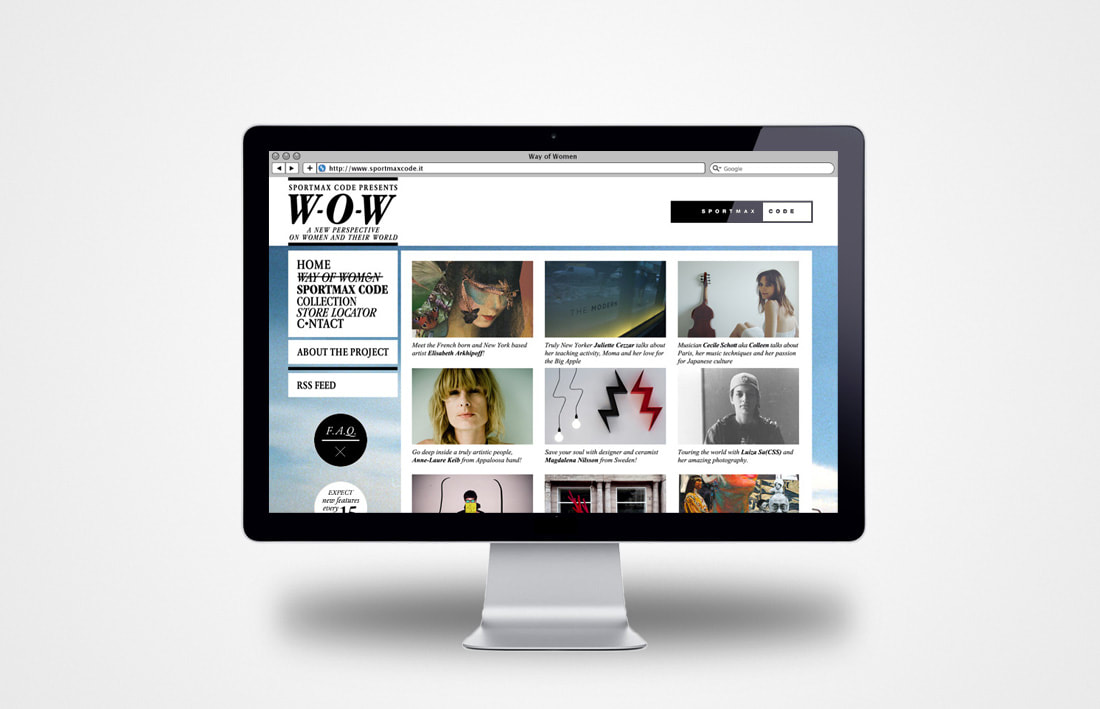 Way of Women
http://www.sportmaxcode.it
Google
SPORTMAX CODE PRESENTS
W-O-W
A NEW PERSPECTIVE
ON WOMEN AND THEIR WORLD
SPORTMAX CODE
HOME
WAY OF WOMEN
SPORTMAX CODE
COLLECTION
STORE LOCATOR
C•NTACT
ABOUT THE PROJECT
RSS FEED
F.A.Q.
EXPECT
new features
every 15
THE MODERN
Meet the French born and New York based
artist Elisabeth Arkhipoff!
Truly New Yorker Juliette Cezzar talks about
her teaching activity, Moma and her love for
the Big Apple
Musician Cecile Schott aka Colleen talks about
Paris, her music techniques and her passion
for Japanese culture
Go deep inside a truly artistic people,
Anne-Laure Keib from Appaloosa band!
Save your soul with designer and ceramist
Magdalena Nilsson from Sweden!
Touring the world with Luiza Sa(CSS) and
her amazing photography.